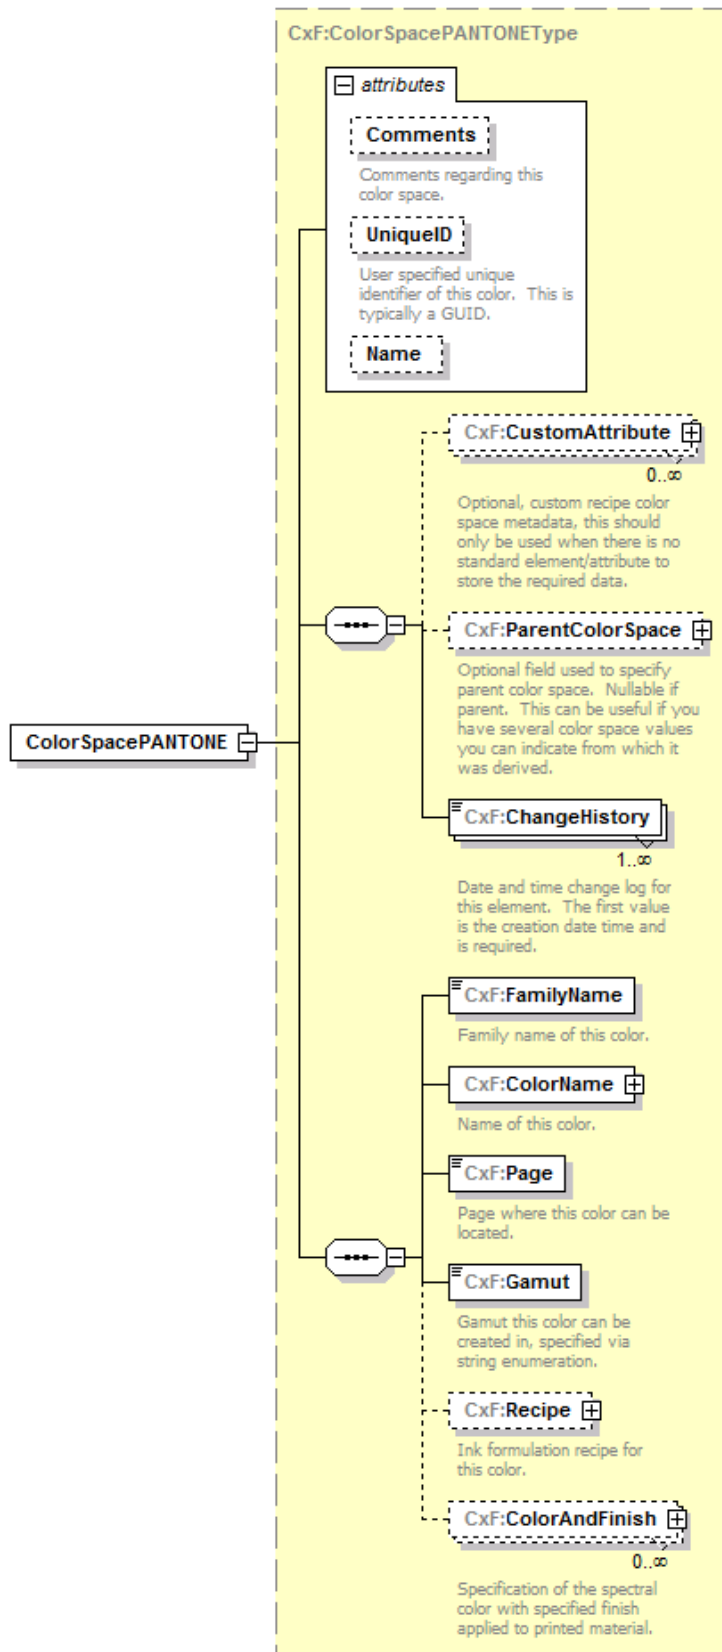 CxF:ColorSpacePANTONEType
attributes
Comments
Comments regarding this
color space.
UniqueID
User specified unique
identifier of this color.  This is
typically a GUID.
Name
CxF:CustomAttribute
0..∞
Optional, custom recipe color
space metadata, this should
only be used when there is no
standard element/attribute to
store the required data.
CxF:ParentColorSpace
Optional field used to specify
parent color space.  Nullable if
parent.  This can be useful if you
have several color space values
you can indicate from which it
was derived.
ColorSpacePANTONE
CxF:ChangeHistory
1..∞
Date and time change log for
this element.  The first value
is the creation date time and
is required.
CxF:FamilyName
Family name of this color.
CxF:ColorName
Name of this color.
CxF:Page
Page where this color can be
located.
CxF:Gamut
Gamut this color can be
created in, specified via
string enumeration.
CxF:Recipe
Ink formulation recipe for
this color.
CxF:ColorAndFinish
0..∞
Specification of the spectral
color with specified finish
applied to printed material.